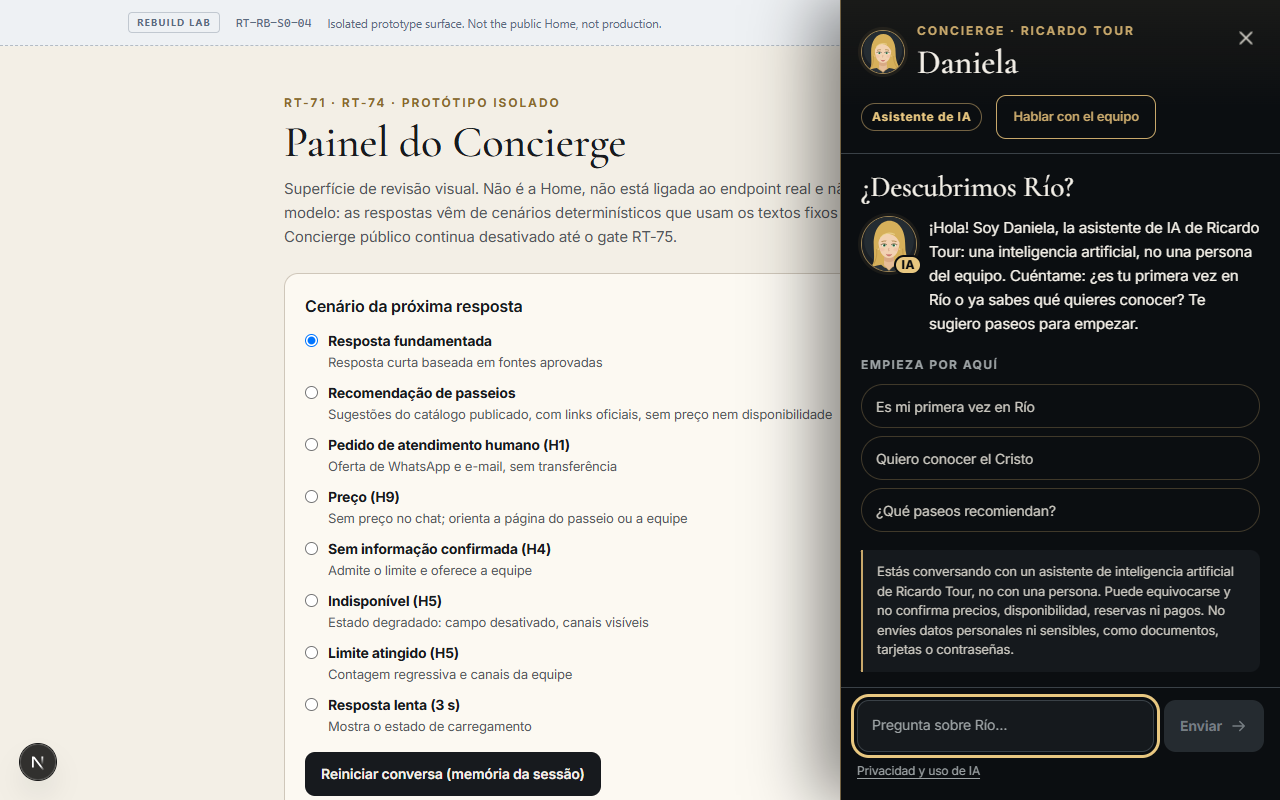 REBUILD LAB RT-RB-S0-04 Isolated prototype surface. Not the public Home, not production.
RT-71 · RT-74 · PROTÓTIPO ISOLADO
Painel do Concierge
Superfície de revisão visual. Não é a Home, não está ligada ao endpoint real e
modelo: as respostas vêm de cenários determinísticos que usam os textos fixos
Concierge público continua desativado até o gate RT-75.
Cenário da próxima resposta
Resposta fundamentada
Resposta curta baseada em fontes aprovadas
Recomendação de passeios
Sugestões do catálogo publicado, com links oficiais, sem preço nem disponibilidade
Pedido de atendimento humano (H1)
Oferta de WhatsApp e e-mail, sem transferência
Preço (H9)
Sem preço no chat; orienta a página do passeio ou a equipe
Sem informação confirmada (H4)
Admite o limite e oferece a equipe
Indisponível (H5)
Estado degradado: campo desativado, canais visíveis
Limite atingido (H5)
Contagem regressiva e canais da equipe
Resposta lenta (3 s)
Mostra o estado de carregamento
Reiniciar conversa (memória da sessão)
N
CONCIERGE · RICARDO TOUR
Daniela
Asistente de IA
Hablar con el equipo
¿Descubrimos Río?
IA
¡Hola! Soy Daniela, la asistente de IA de Ricardo
Tour: una inteligencia artificial, no una persona
del equipo. Cuéntame: ¿es tu primera vez en
Río o ya sabes qué quieres conocer? Te
sugiero paseos para empezar.
EMPIEZA POR AQUÍ
Es mi primera vez en Río
Quiero conocer el Cristo
¿Qué paseos recomiendan?
Estás conversando con un asistente de inteligencia artificial
de Ricardo Tour, no con una persona. Puede equivocarse y
no confirma precios, disponibilidad, reservas ni pagos. No
envíes datos personales ni sensibles, como documentos,
tarjetas o contraseñas.
Pregunta sobre Río...
Enviar →
Privacidad y uso de IA